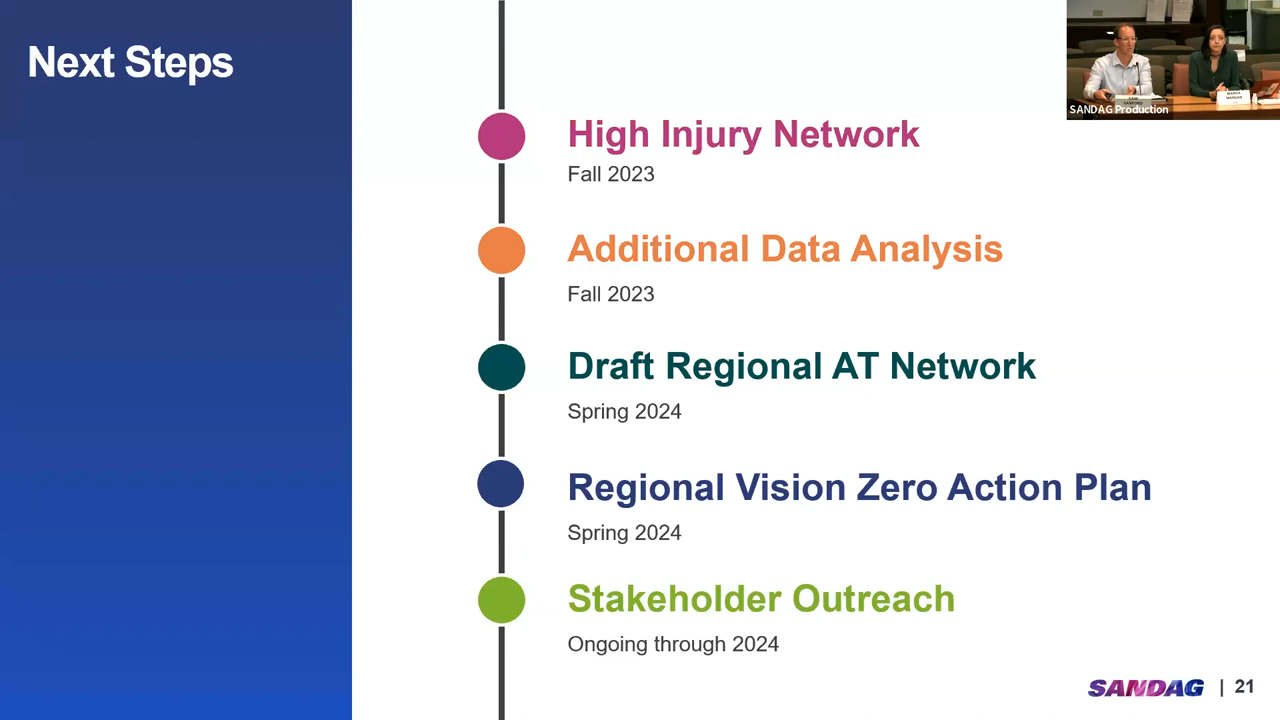 Next Steps
SANDAG Production
High Injury Network
Fall 2023
Additional Data Analysis
Fall 2023
Draft Regional AT Network
Spring 2024
Regional Vision Zero Action Plan
Spring 2024
Stakeholder Outreach
Ongoing through 2024
SANDAG | 21